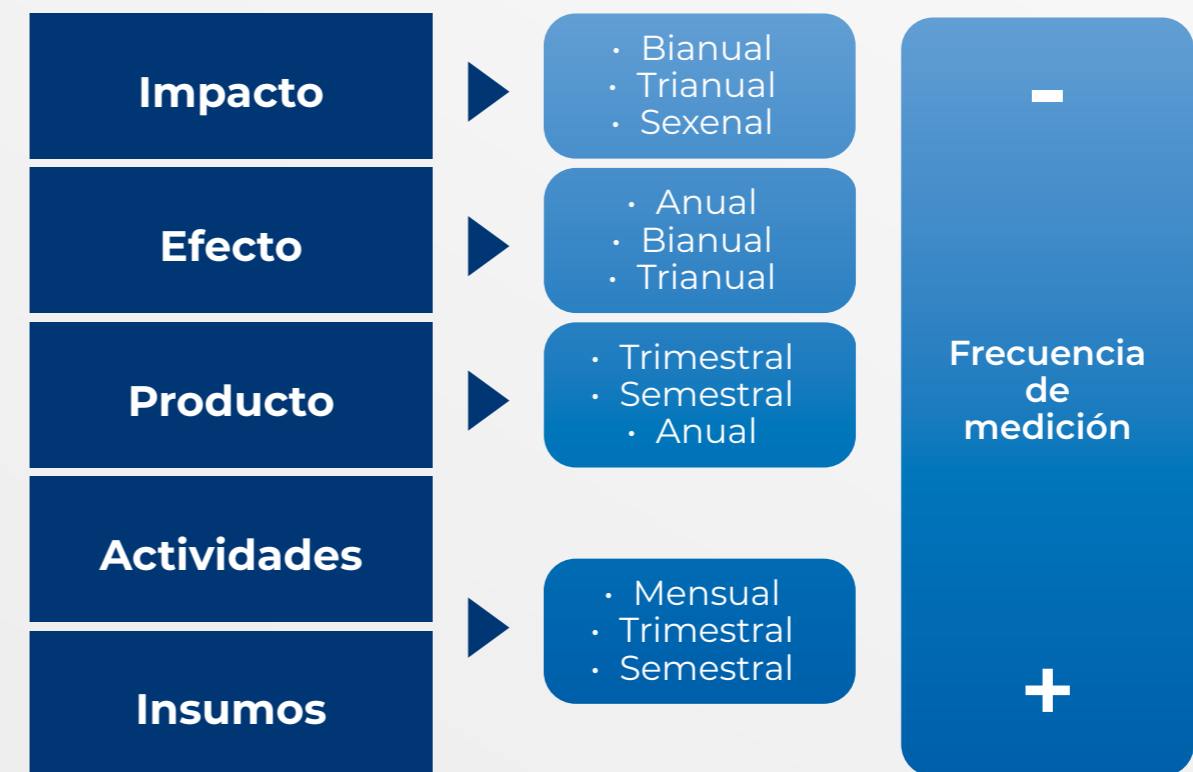 Impacto
· Bianual
· Trianual
· Sexenal
Efecto
· Anual
· Bianual
· Trianual
Producto
· Trimestral
· Semestral
· Anual
Actividades
Insumos
· Mensual
· Trimestral
· Semestral
-
Frecuencia
de
medición
+